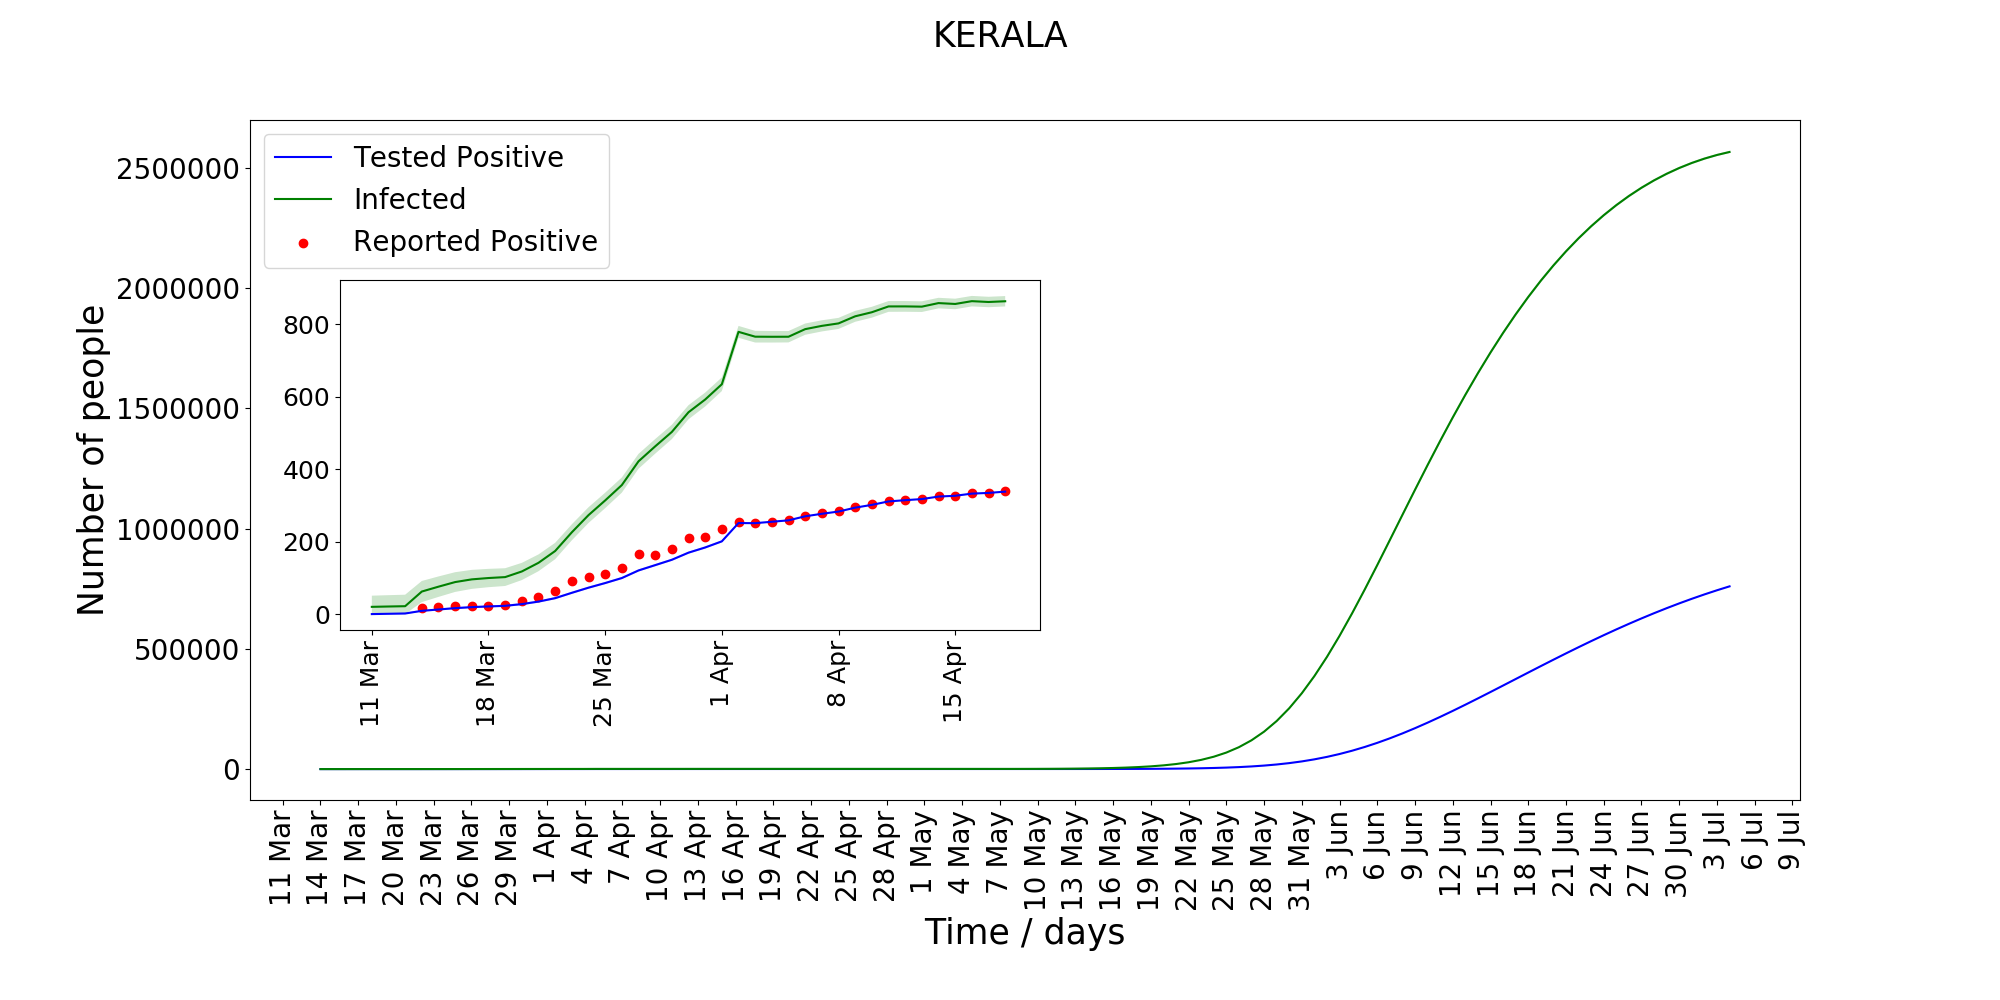 KERALA
Tested Positive
Infected
Reported Positive
Number of people
2500000
2000000
1500000
1000000
500000
0
800
600
400
200
0
11 Mar
18 Mar
25 Mar
1 Apr
8 Apr
15 Apr
11 Mar
14 Mar
17 Mar
20 Mar
23 Mar
26 Mar
29 Mar
1 Apr
4 Apr
7 Apr
10 Apr
13 Apr
16 Apr
19 Apr
22 Apr
25 Apr
28 Apr
1 May
4 May
7 May
10 May
13 May
16 May
19 May
22 May
25 May
28 May
31 May
3 Jun
6 Jun
9 Jun
12 Jun
15 Jun
18 Jun
21 Jun
24 Jun
27 Jun
30 Jun
3 Jul
6 Jul
9 Jul
Time / days